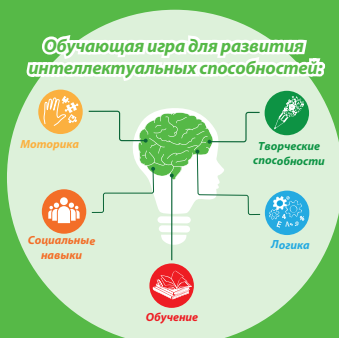 Обучающая игра для развития
интеллектуальных способностей:
Моторика
Творческие
способности
Социальные
навыки
Логика
Обучение